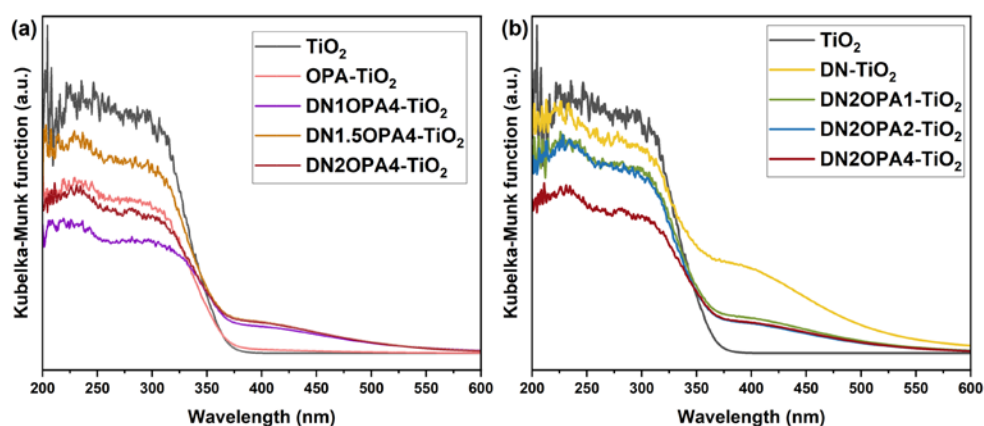 (a)
TiO₂
OPA-TiO₂
DN1OPA4-TiO₂
DN1.5OPA4-TiO₂
DN2OPA4-TiO₂
Kubelka-Munk function (a.u.)
200 250 300 350 400 450 500 550 600
Wavelength (nm)
(b)
TiO₂
DN-TiO₂
DN2OPA1-TiO₂
DN2OPA2-TiO₂
DN2OPA4-TiO₂
Kubelka-Munk function (a.u.)
200 250 300 350 400 450 500 550 600
Wavelength (nm)